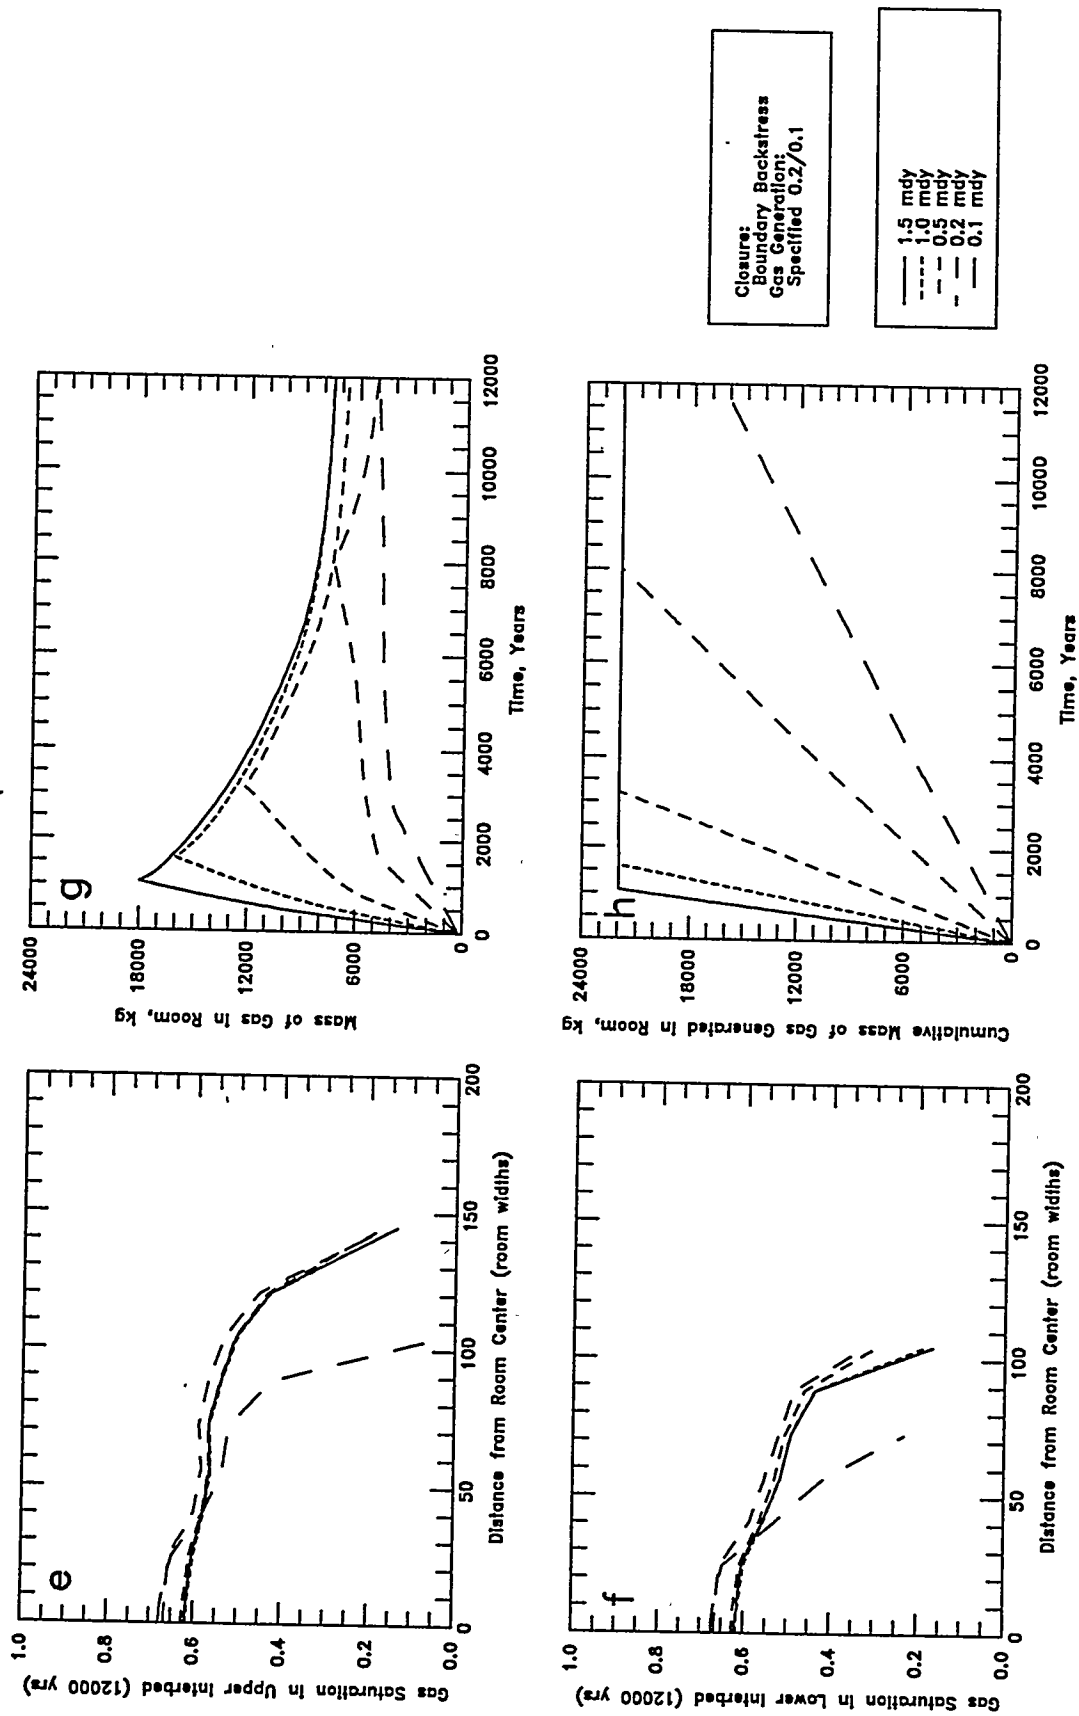 e
1.0
0.8
0.6
0.4
0.2
0.0
Gas Saturation in Upper Interbed (12000 yrs)
0
50
100
150
200
Distance from Room Center (room widths)
g
24000
18000
12000
6000
0
Mass of Gas in Room, kg
0
2000
4000
6000
8000
10000
12000
Time, Years
f
1.0
0.8
0.6
0.4
0.2
0.0
Gas Saturation in Lower Interbed (12000 yrs)
0
50
100
150
200
Distance from Room Center (room widths)
h
24000
18000
12000
6000
0
Cumulative Mass of Gas Generated in Room, kg
0
2000
4000
6000
8000
10000
12000
Time, Years
Closure:
Boundary Backstress
Gas Generation:
Specified 0.2/0.1
1.5 mdy
1.0 mdy
0.5 mdy
0.2 mdy
0.1 mdy